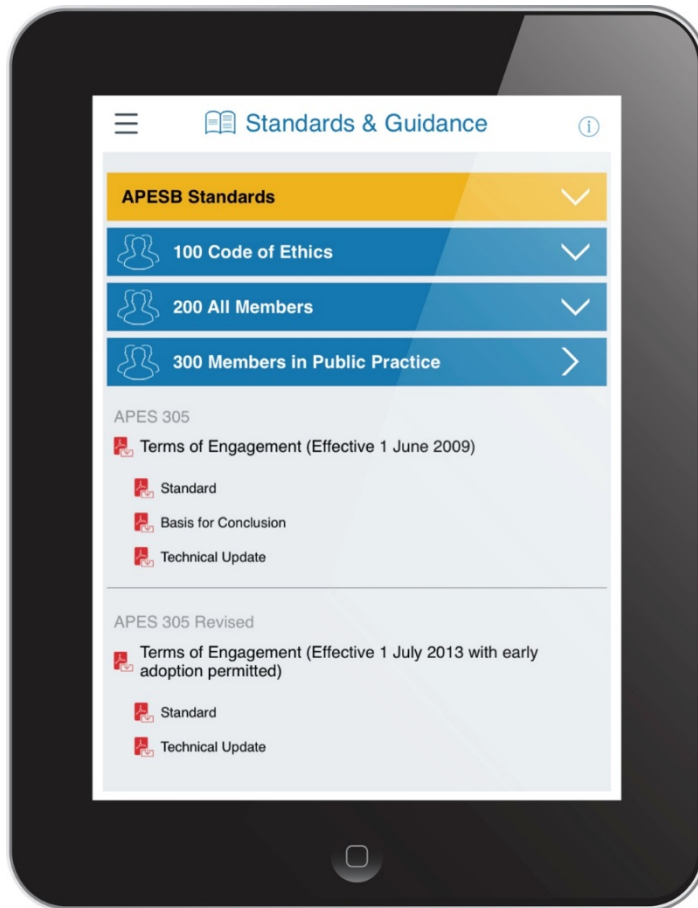 Standards & Guidance
APESB Standards
100 Code of Ethics
200 All Members
300 Members in Public Practice
APES 305
Terms of Engagement (Effective 1 June 2009)
Standard
Basis for Conclusion
Technical Update
APES 305 Revised
Terms of Engagement (Effective 1 July 2013 with early
adoption permitted)
Standard
Technical Update